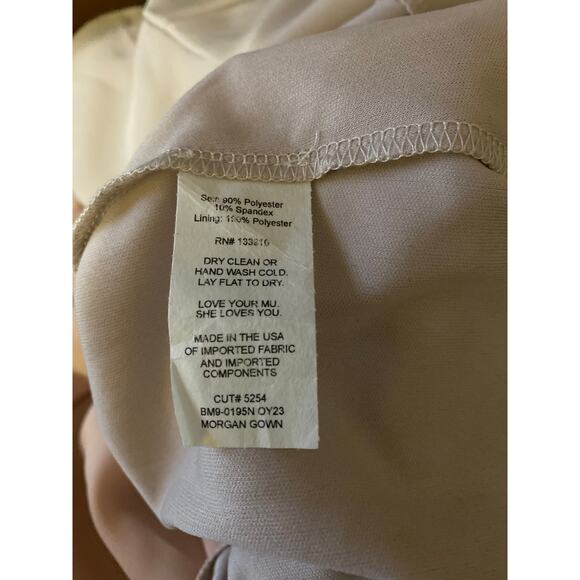 Self: 90% Polyester
10% Spandex
Lining: 100% Polyester
RN# 133810
DRY CLEAN OR
HAND WASH COLD.
LAY FLAT TO DRY.
LOVE YOUR MU.
SHE LOVES YOU.
MADE IN THE USA
OF IMPORTED FABRIC
AND IMPORTED
COMPONENTS
CUT# 5254
BM9-0195N OY23
MORGAN GOWN